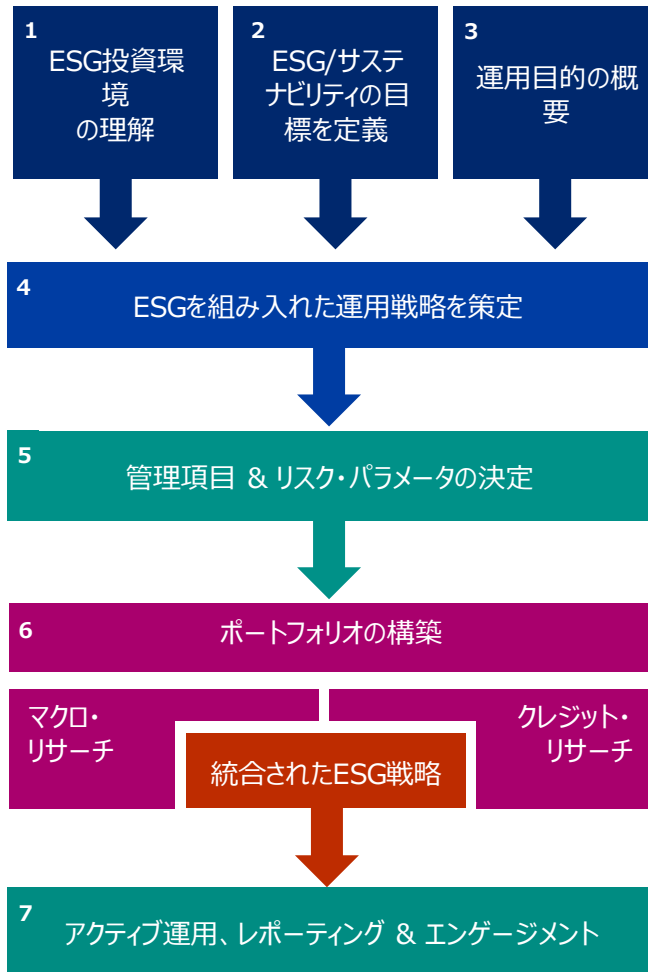 1
ESG投資環
境
の理解
2
ESG/サステ
ナビリティの目
標を定義
3
運用目的の概
要
4
ESGを組み入れた運用戦略を策定
5
管理項目 & リスク・パラメータの決定
6
ポートフォリオの構築
マクロ・
リサーチ
クレジット・
リサーチ
統合されたESG戦略
7
アクティブ運用、レポーティング & エンゲージメント